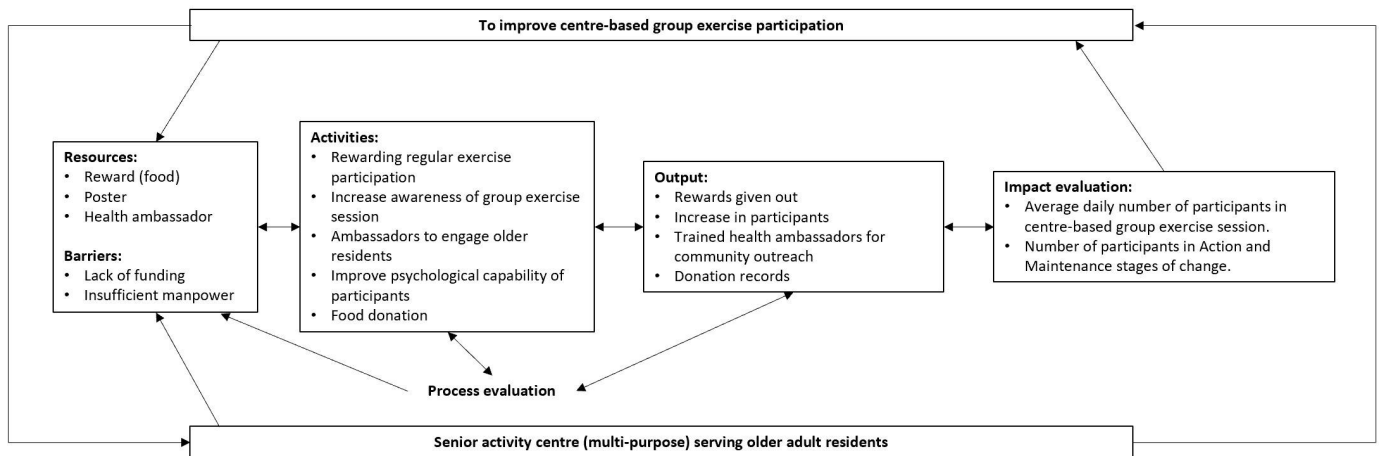 To improve centre-based group exercise participation
Resources:
• Reward (food)
• Poster
• Health ambassador
Barriers:
• Lack of funding
• Insufficient manpower
Activities:
• Rewarding regular exercise
participation
• Increase awareness of group exercise
session
• Ambassadors to engage older
residents
• Improve psychological capability of
participants
• Food donation
Output:
• Rewards given out
• Increase in participants
• Trained health ambassadors for
community outreach
• Donation records
Impact evaluation:
• Average daily number of participants in
centre-based group exercise session.
• Number of participants in Action and
Maintenance stages of change.
Process evaluation
Senior activity centre (multi-purpose) serving older adult residents